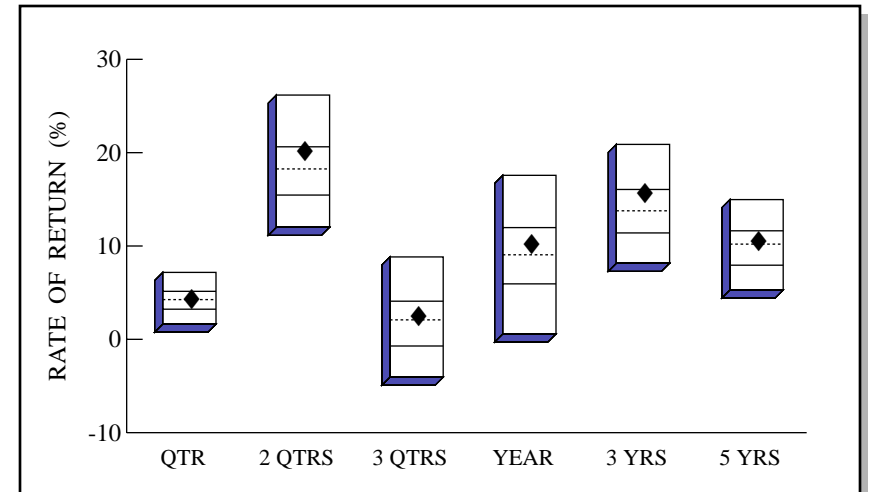 RATE OF RETURN (%)
30
20
10
0
-10
QTR 2 QTRS 3 QTRS YEAR 3 YRS 5 YRS